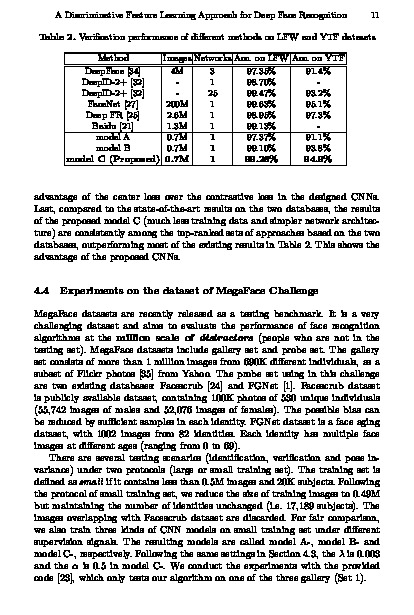 A Discriminative Feature Learning Approach for Deep Face Recognition 11
Table 2. Verification performance of different methods on LFW and YTF datasets
Method Images Networks Acc. on LFW Acc. on YTF
DeepFace [34] 4M 3 97.35% 91.4%
DeepID-2+ [32] - 1 98.70% -
DeepID-2+ [32] - 25 99.47% 93.2%
FaceNet [27] 200M 1 99.63% 95.1%
Deep FR [25] 2.6M 1 98.95% 97.3%
Baidu [21] 1.3M 1 99.13% -
model A 0.7M 1 97.37% 91.1%
model B 0.7M 1 99.10% 93.8%
model C (Proposed) 0.7M 1 99.28% 94.9%
advantage of the center loss over the contrastive loss in the designed CNNs.
Last, compared to the state-of-the-art results on the two databases, the results
of the proposed model C (much less training data and simpler network architec-
ture) are consistently among the top-ranked sets of approaches based on the two
databases, outperforming most of the existing results in Table 2. This shows the
advantage of the proposed CNNs.
4.4 Experiments on the dataset of MegaFace Challenge
MegaFace datasets are recently released as a testing benchmark. It is a very
challenging dataset and aims to evaluate the performance of face recognition
algorithms at the million scale of distractors (people who are not in the
testing set). MegaFace datasets include gallery set and probe set. The gallery
set consists of more than 1 million images from 690K different individuals, as a
subset of Flickr photos [35] from Yahoo. The probe set using in this challenge
are two existing databases: Facescrub [24] and FGNet [1]. Facescrub dataset
is publicly available dataset, containing 100K photos of 530 unique individuals
(55,742 images of males and 52,076 images of females). The possible bias can
be reduced by sufficient samples in each identity. FGNet dataset is a face aging
dataset, with 1002 images from 82 identities. Each identity has multiple face
images at different ages (ranging from 0 to 69).
There are several testing scenarios (identification, verification and pose in-
variance) under two protocols (large or small training set). The training set is
defined as small if it contains less than 0.5M images and 20K subjects. Following
the protocol of small training set, we reduce the size of training images to 0.49M
but maintaining the number of identities unchanged (i.e. 17,189 subjects). The
images overlapping with Facescrub dataset are discarded. For fair comparison,
we also train three kinds of CNN models on small training set under different
supervision signals. The resulting models are called model A-, model B- and
model C-, respectively. Following the same settings in Section 4.3, the λ is 0.003
and the α is 0.5 in model C-. We conduct the experiments with the provided
code [23], which only tests our algorithm on one of the three gallery (Set 1).